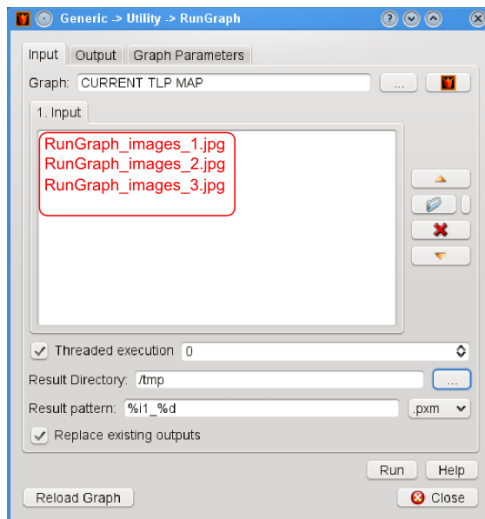 Generic -> Utility -> RunGraph
Input Output Graph Parameters
Graph: CURRENT TLP MAP ...
1. Input
RunGraph_images_1.jpg
RunGraph_images_2.jpg
RunGraph_images_3.jpg
Threaded execution 0
Result Directory: /tmp ...
Result pattern: %i1_%d .pxm
Replace existing outputs
Run Help
Reload Graph Close